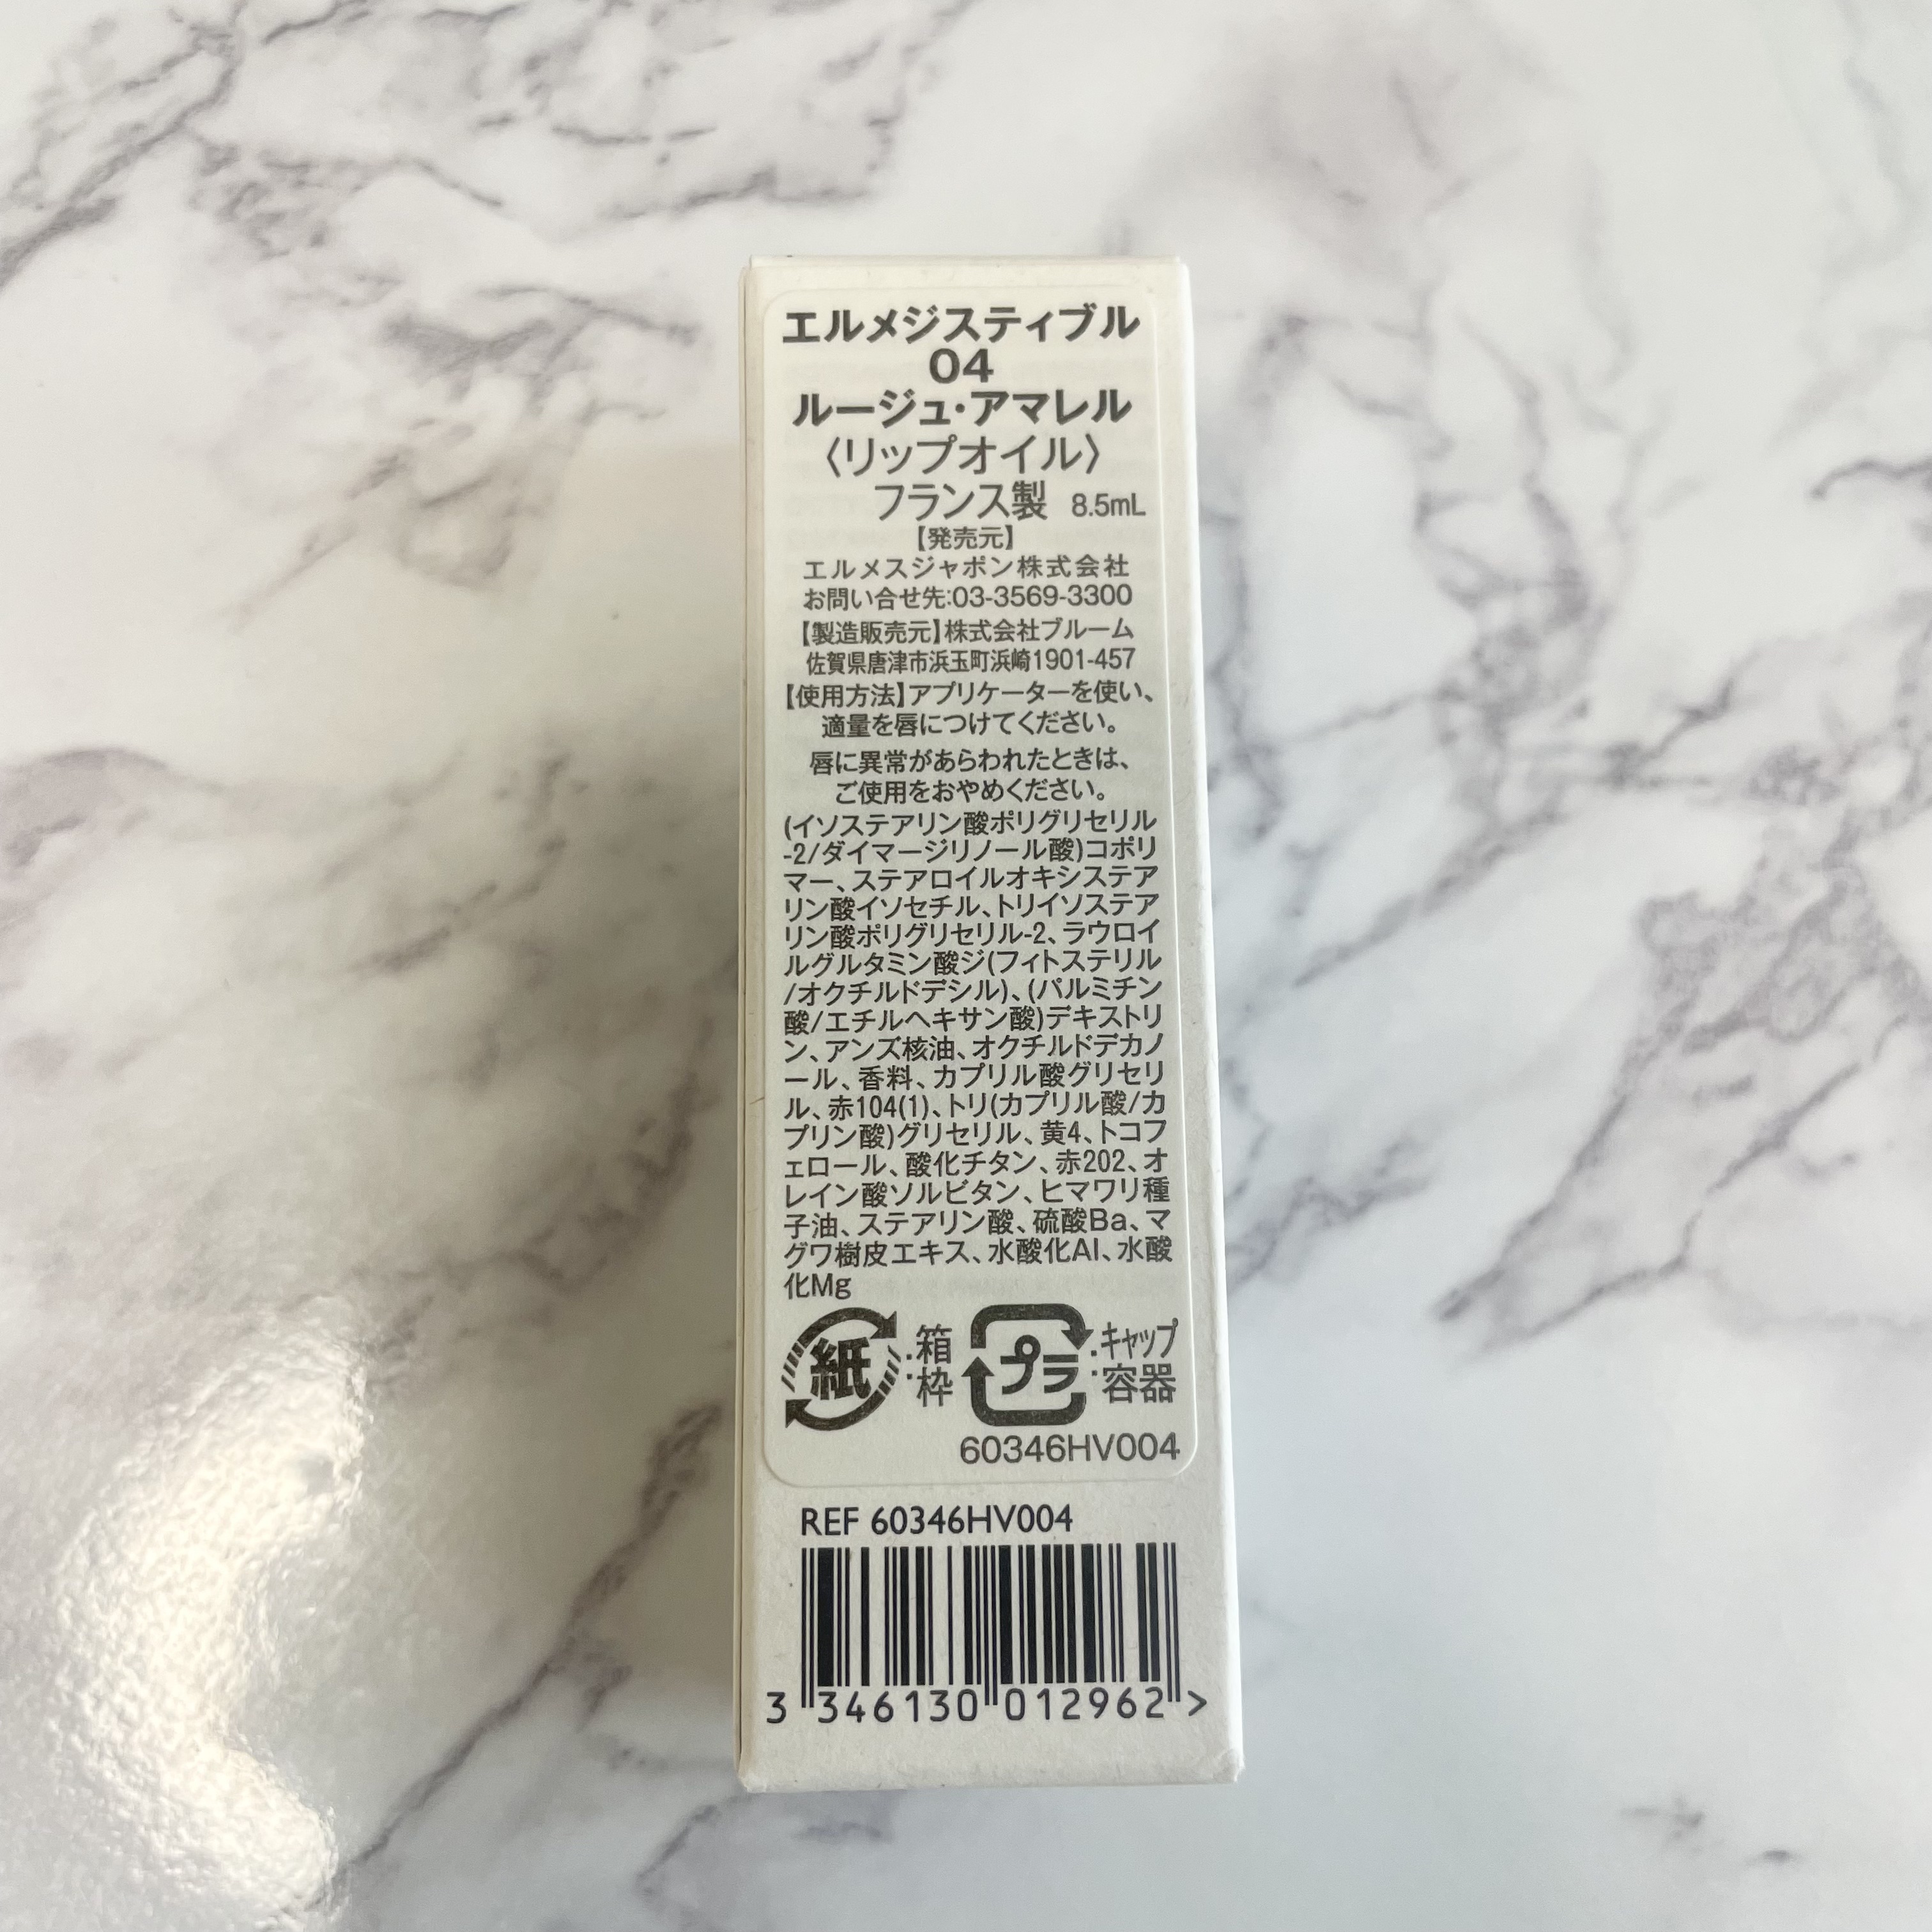 エルメジスティブル
04
ルージュ・アマレル
〈リップオイル〉
フランス製 8.5mL
【発売元】
エルメスジャポン株式会社
お問い合せ先:03-3569-3300
【製造販売元】株式会社ブルーム
佐賀県唐津市浜玉町浜崎1901-457
【使用方法】アプリケーターを使い、
適量を唇につけてください。
唇に異常があらわれたときは、
ご使用をおやめください。
(イソステアリン酸ポリグリセリル
-2/ダイマージリノール酸)コポリ
マー、ステアロイルオキシステア
リン酸イソセチル、トリイソステア
リン酸ポリグリセリル-2、ラウロイ
ルグルタミン酸ジ(フィトステリル
/オクチルドデシル)、(パルミチン
酸/エチルヘキサン酸)デキストリ
ン、アンズ核油、オクチルドデカノ
ール、香料、カプリル酸グリセリ
ル、赤104(1)、トリ(カプリル酸/カ
プリン酸)グリセリル、黄4、トコフ
ェロール、酸化チタン、赤202、オ
レイン酸ソルビタン、ヒマワリ種
子油、ステアリン酸、硫酸Ba、マ
グワ樹皮エキス、水酸化Al、水酸
化Mg
紙 :箱 プラ :キャップ
:枠 :容器
60346HV004
REF 60346HV004
3 346130 012962 >